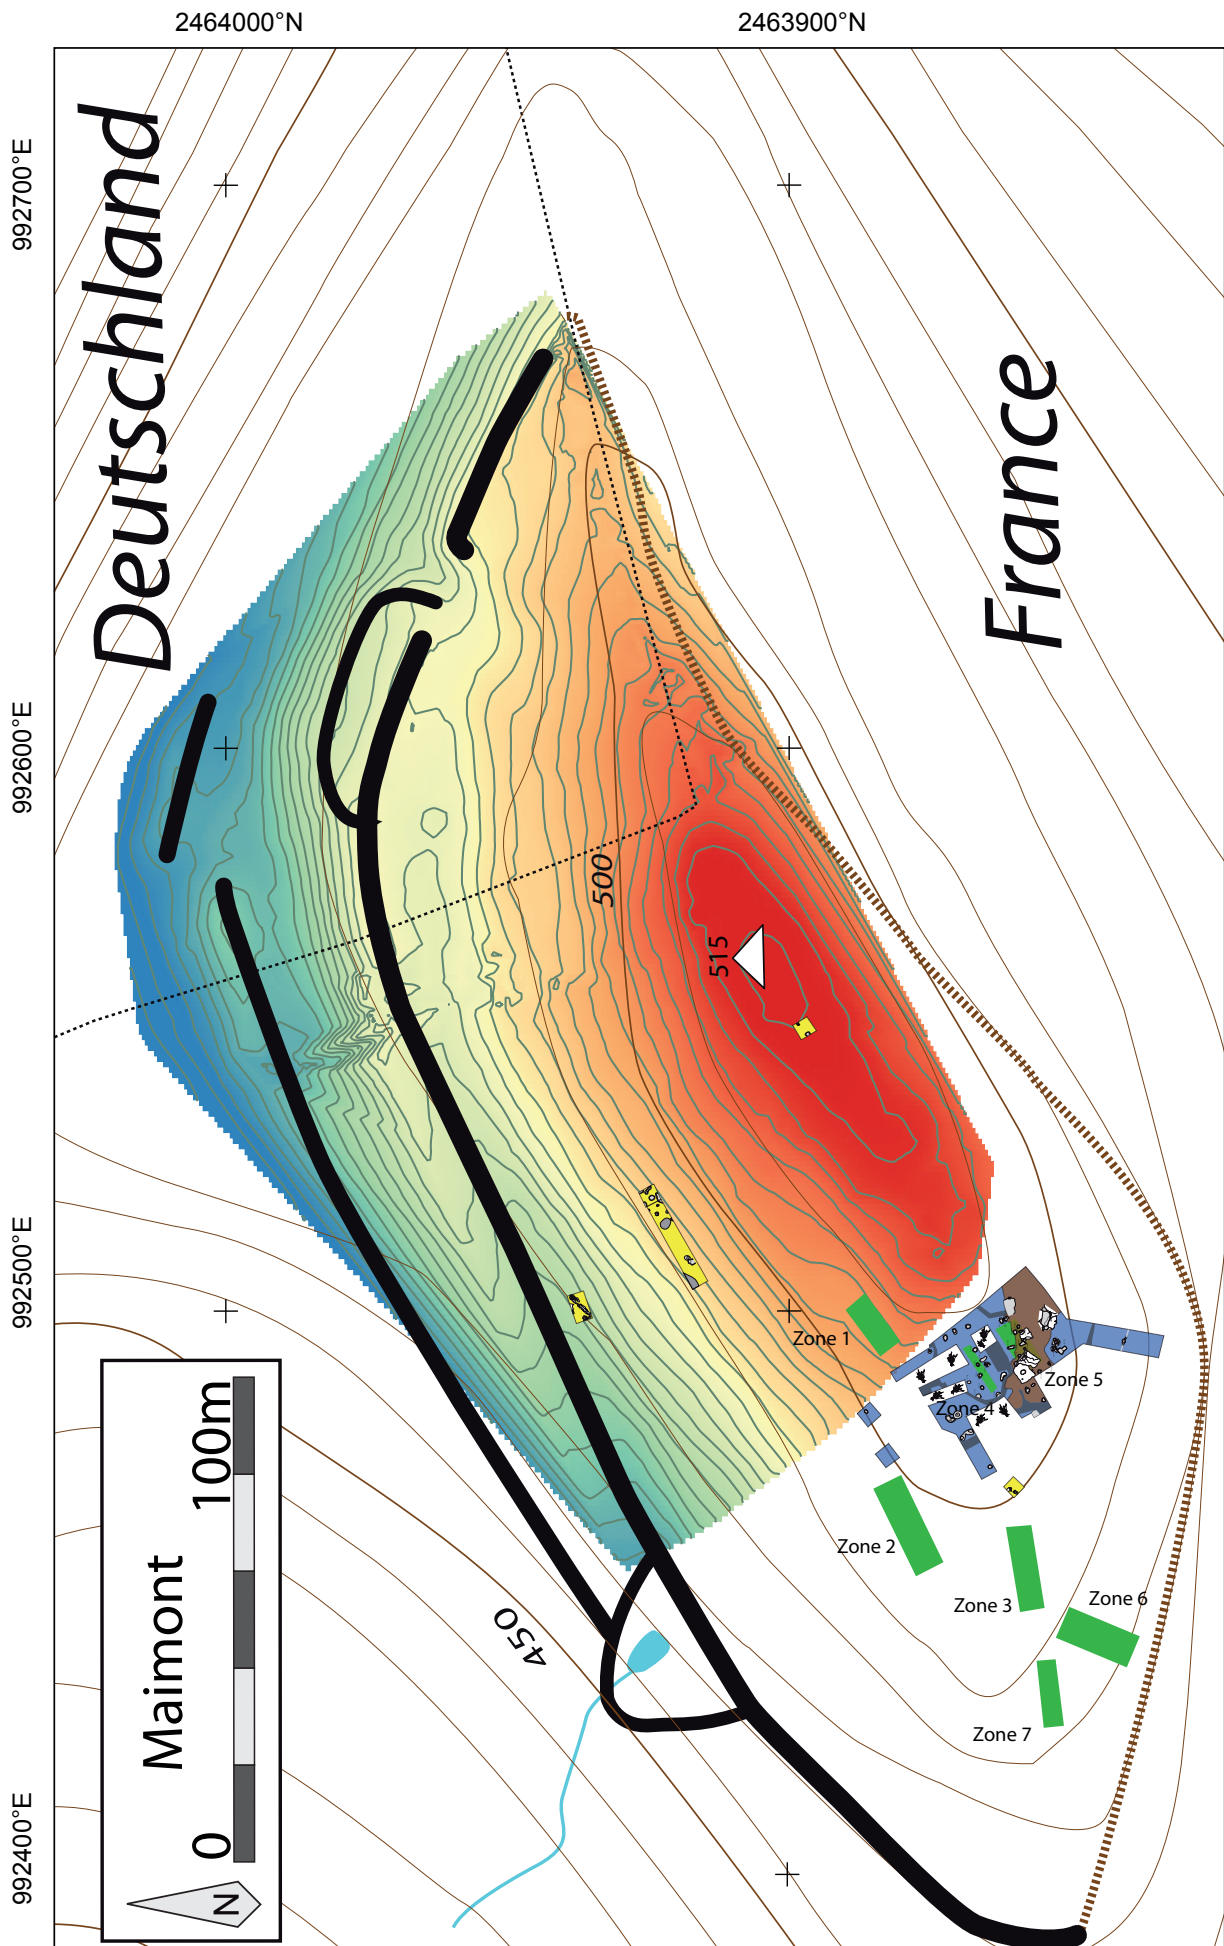 2464000°N
2463900°N
992700°E
992600°E
992500°E
992400°E
Deutschland
France
500
515
450
Zone 1
Zone 5
Zone 4
Zone 2
Zone 3
Zone 6
Zone 7
Maimont
0
100m
N